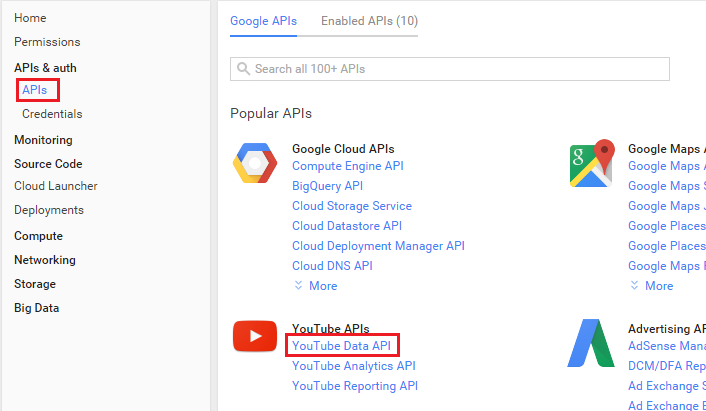 Home
Permissions
APIs & auth
APIs
Credentials
Monitoring
Source Code
Cloud Launcher
Deployments
Compute
Networking
Storage
Big Data
Google APIs
Enabled APIs (10)
Search all 100+ APIs
Popular APIs
Google Cloud APIs
Compute Engine API
BigQuery API
Cloud Storage Service
Cloud Datastore API
Cloud Deployment Manager API
Cloud DNS API
More
Google Maps A
Google Maps A
Google Maps S
Google Maps J
Google Places
Google Places
Google Maps R
More
YouTube APIs
YouTube Data API
YouTube Analytics API
YouTube Reporting API
Advertising AP
AdSense Mana
DCM/DFA Rep
Ad Exchange S
Ad Exchange B